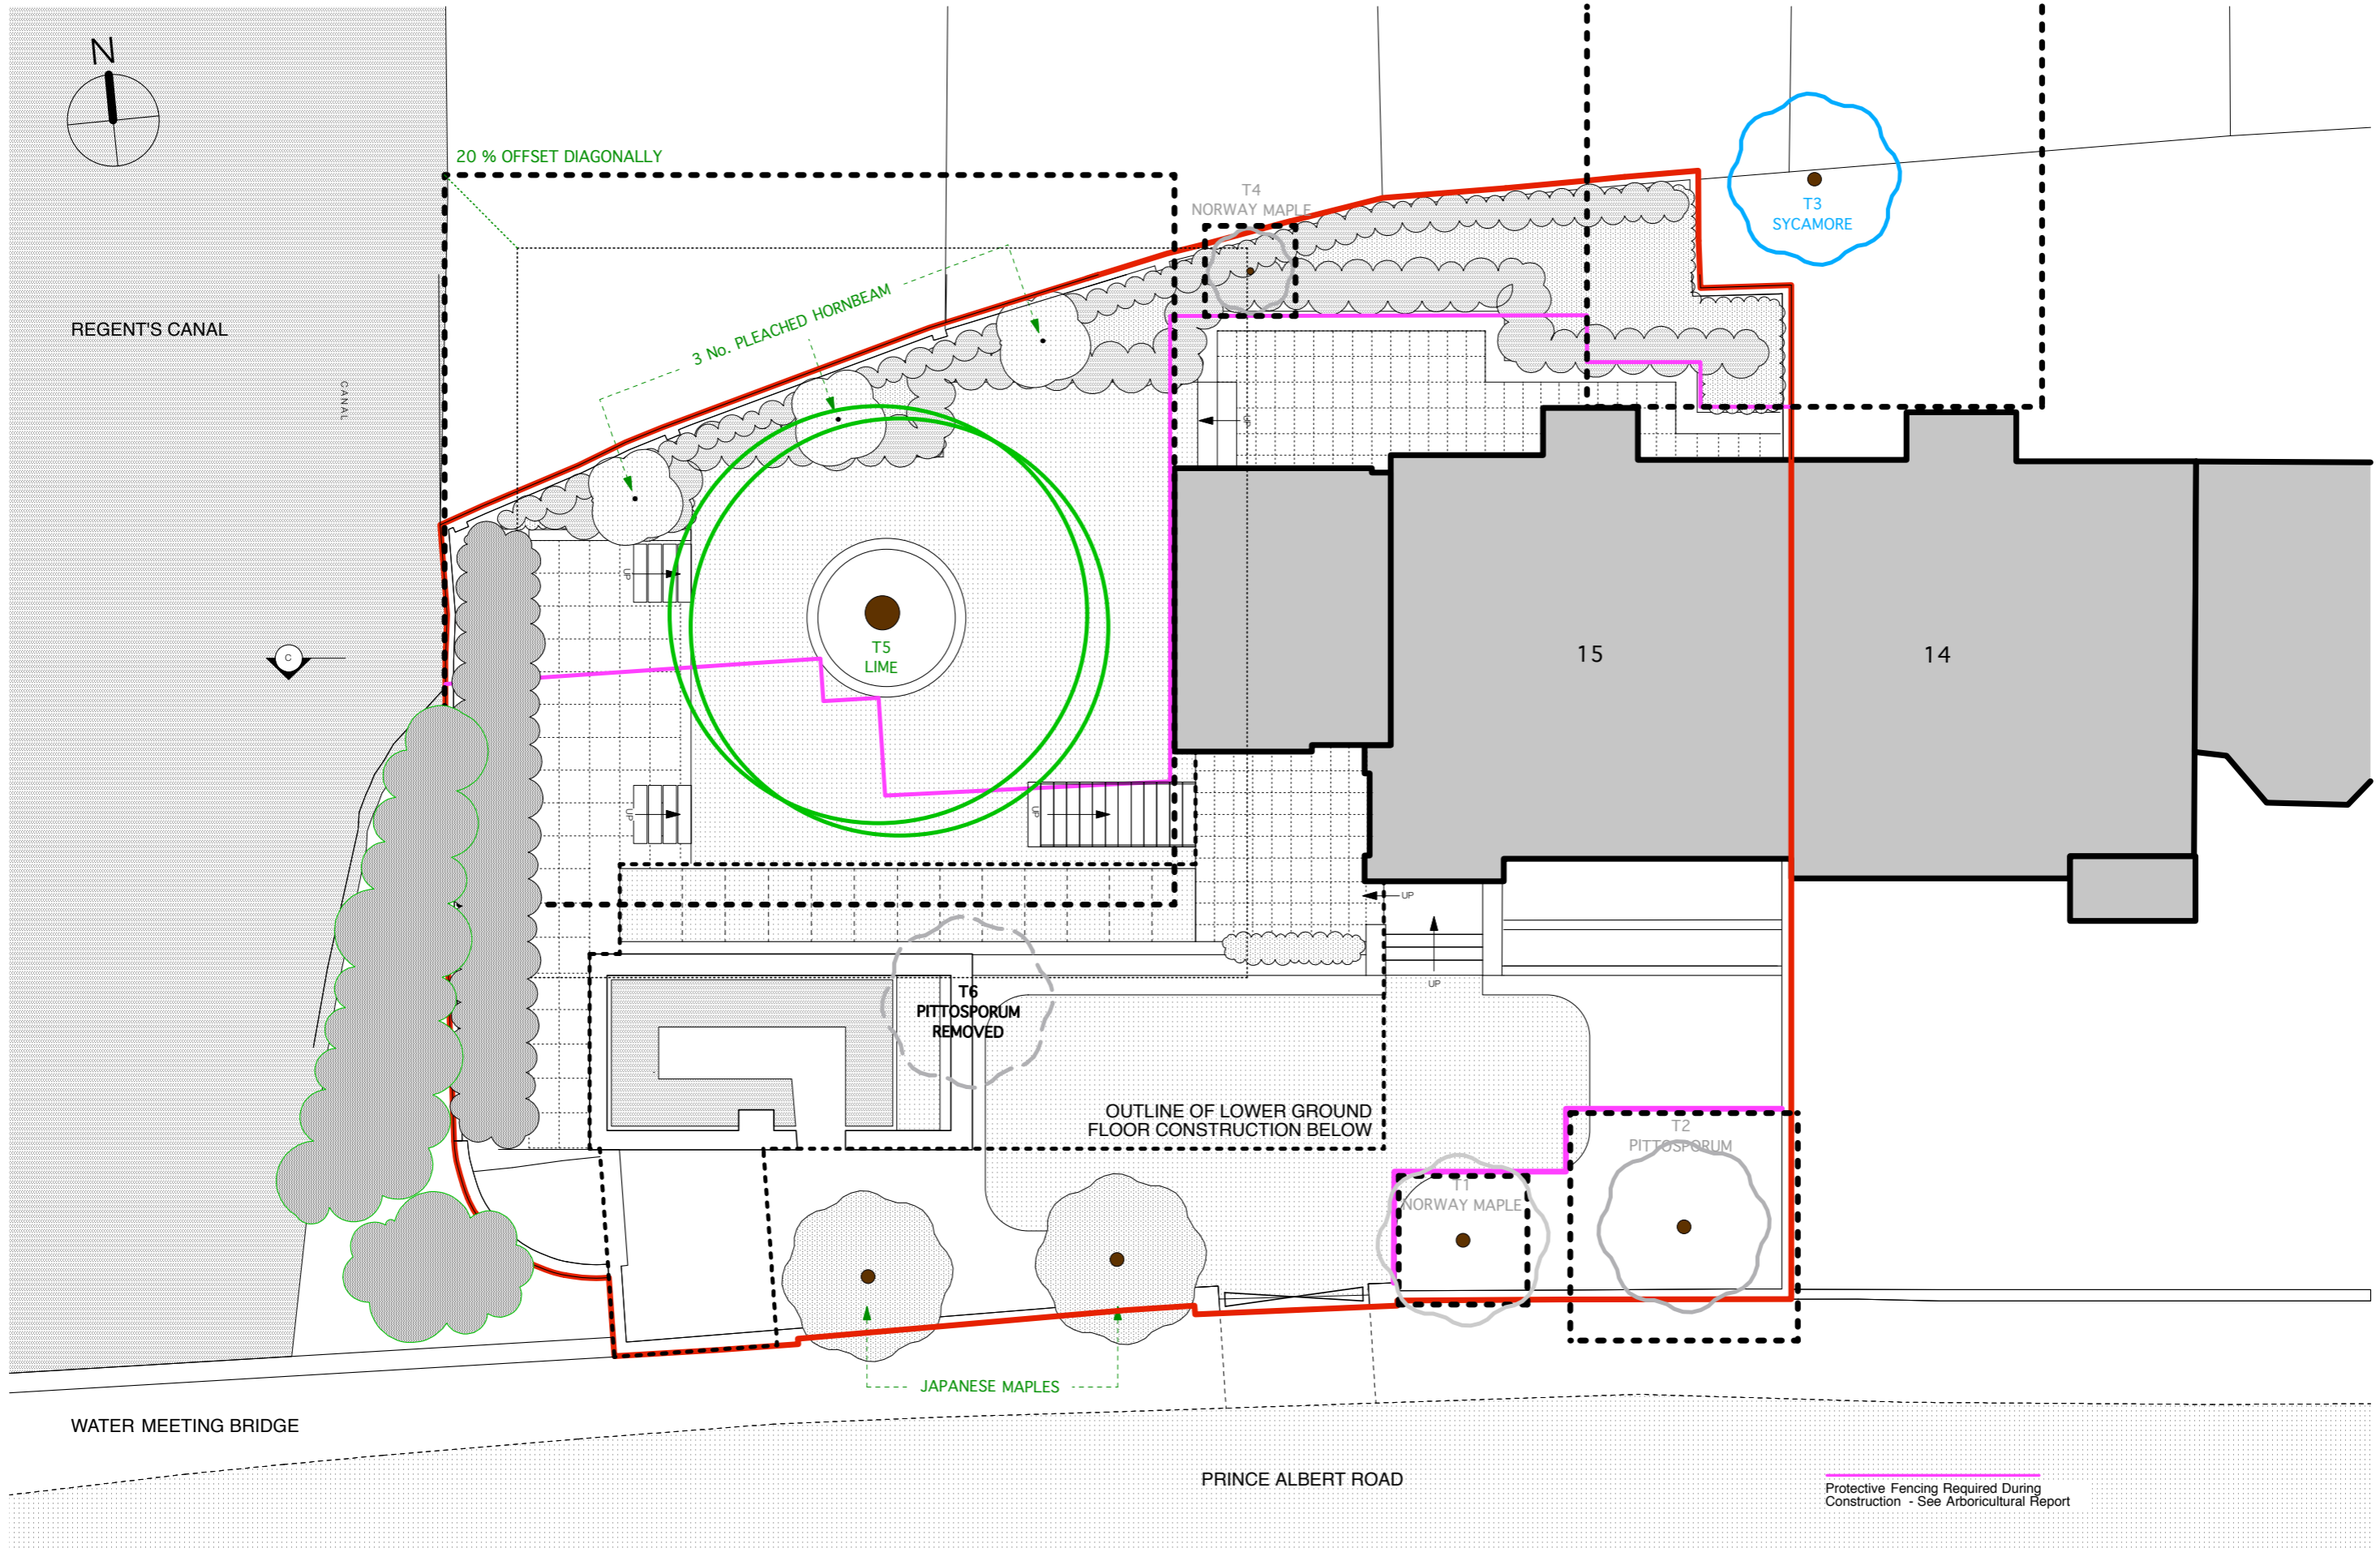 N
20 % OFFSET DIAGONALLY
T4
NORWAY MAPLE
T3
SYCAMORE
3 No. PLEACHED HORNBEAM
REGENT'S CANAL
CANAL
UP
UP
T5
LIME
C
15
14
UP
UP
UP
UP
T6
PITTOSPORUM
REMOVED
OUTLINE OF LOWER GROUND
FLOOR CONSTRUCTION BELOW
T2
PITTOSPORUM
T1
NORWAY MAPLE
JAPANESE MAPLES
WATER MEETING BRIDGE
PRINCE ALBERT ROAD
Protective Fencing Required During
Construction - See Arboricultural Report